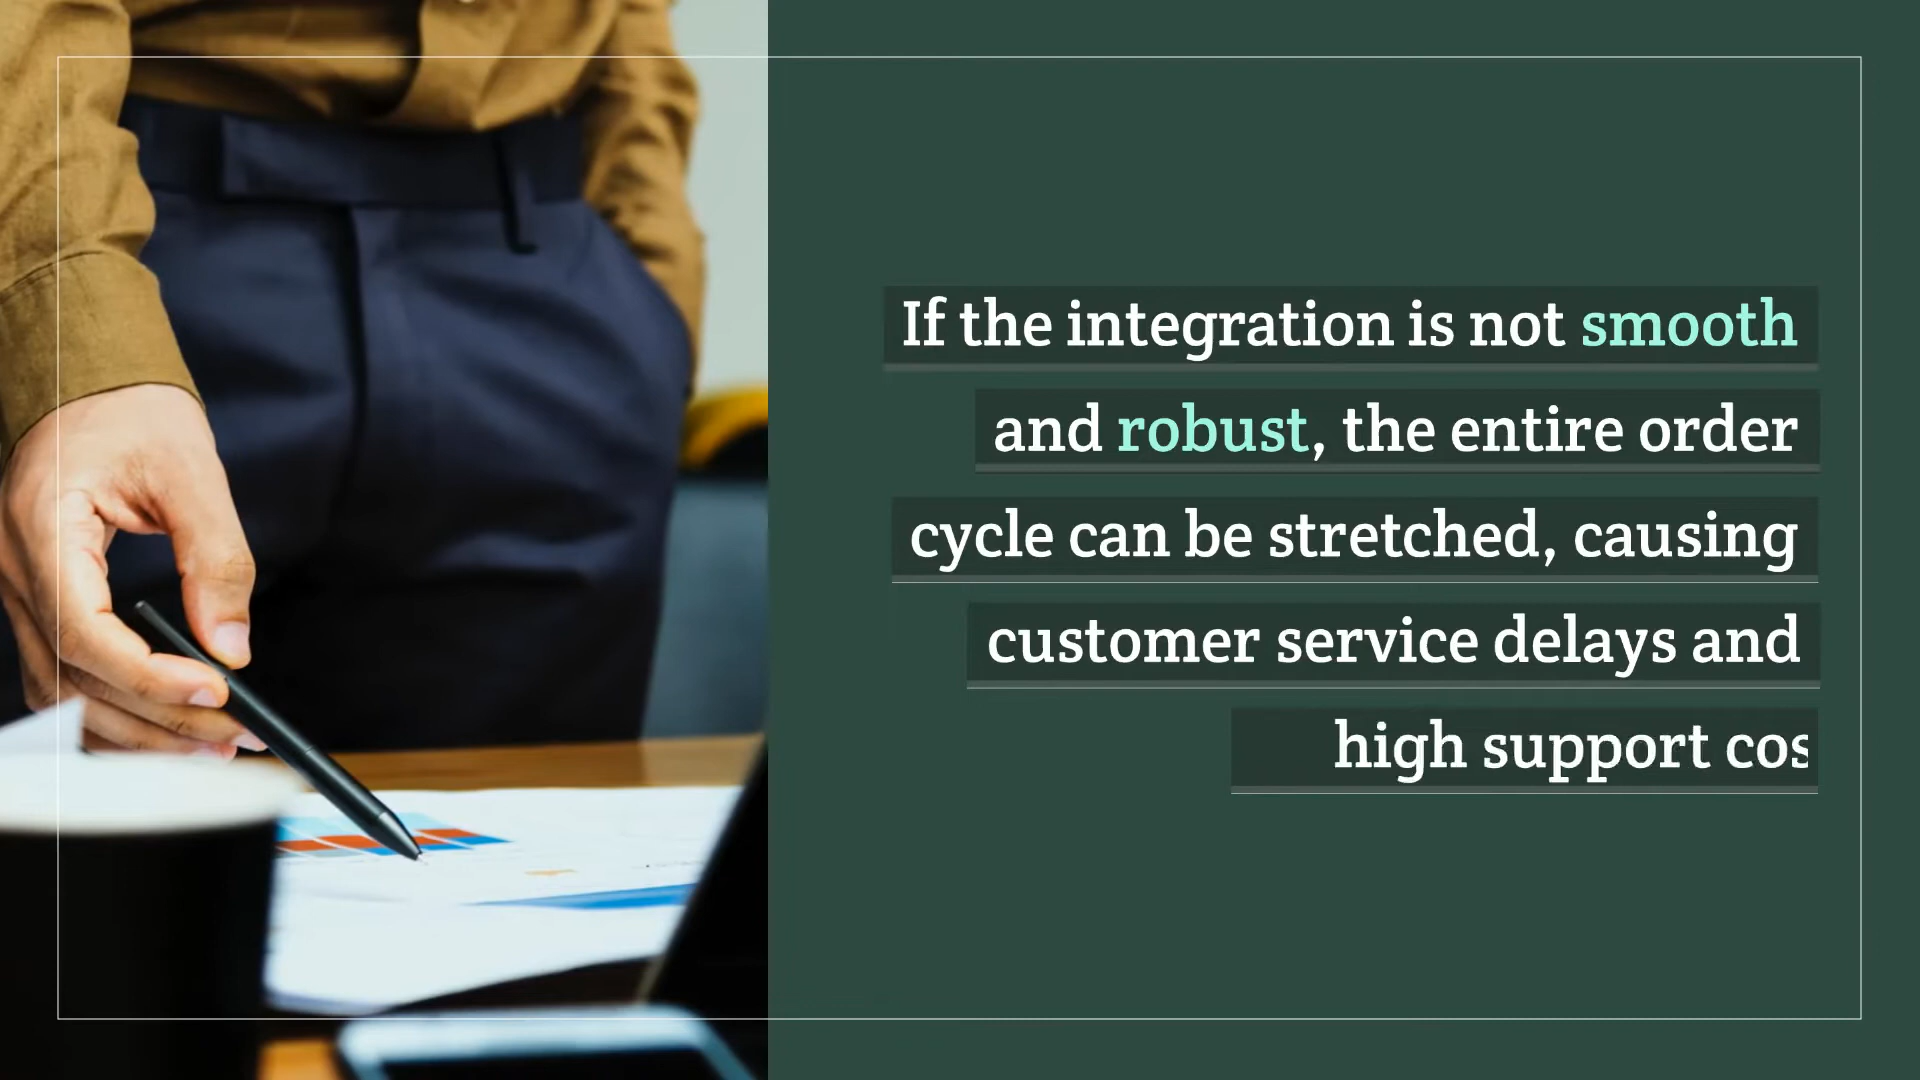 If the integration is not smooth
and robust, the entire order
cycle can be stretched, causing
customer service delays and
high support cos